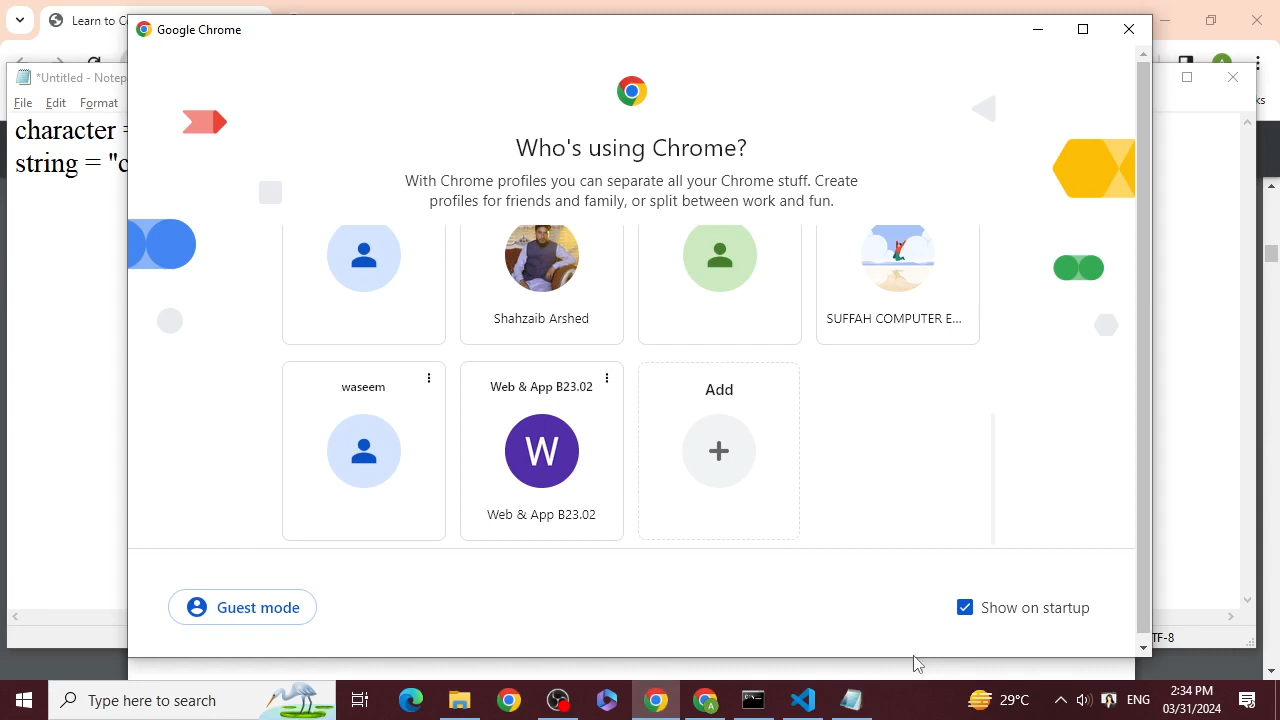 Learn to C
Google Chrome
*Untitled - Notep
File Edit Format
character =
string = "c
Who's using Chrome?
With Chrome profiles you can separate all your Chrome stuff. Create
profiles for friends and family, or split between work and fun.
Shahzaib Arshed
SUFFAH COMPUTER E...
waseem
Web & App B23.02
Add
W
Web & App B23.02
Guest mode
Show on startup
TF-8
Type here to search
29°C
ENG
2:34 PM
03/31/2024